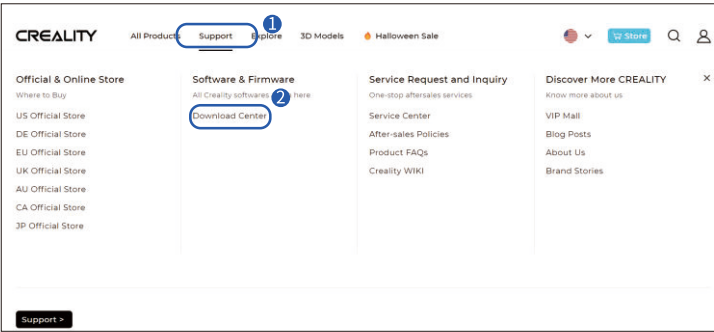 CREALITY
All Products
Support
Explore
3D Models
Halloween Sale
Store
1
Official & Online Store
Where to Buy
US Official Store
DE Official Store
EU Official Store
UK Official Store
AU Official Store
CA Official Store
JP Official Store
Software & Firmware
All Creality softwares here
2
Download Center
Service Request and Inquiry
One-stop aftersales services
Service Center
After-sales Policies
Product FAQs
Creality WIKI
Discover More CREALITY
Know more about us
VIP Mall
Blog Posts
About Us
Brand Stories
×
Support >